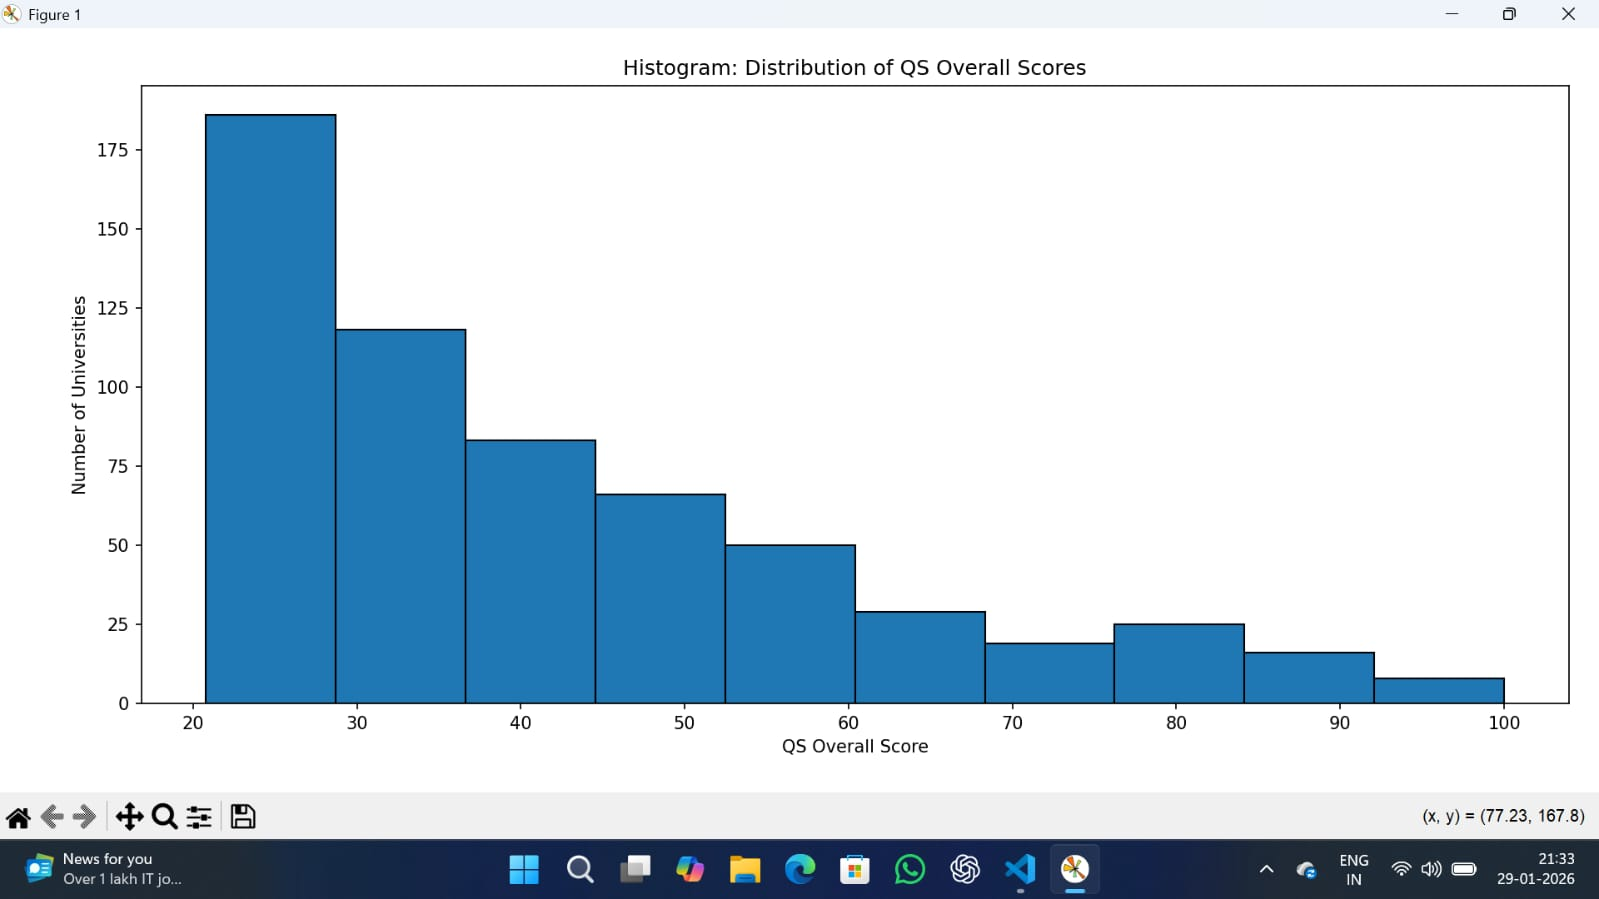 Figure 1
Histogram: Distribution of QS Overall Scores
Number of Universities
175
150
125
100
75
50
25
0
20 30 40 50 60 70 80 90 100
QS Overall Score
(x, y) = (77.23, 167.8)
News for you
Over 1 lakh IT jo...
ENG
IN
21:33
29-01-2026